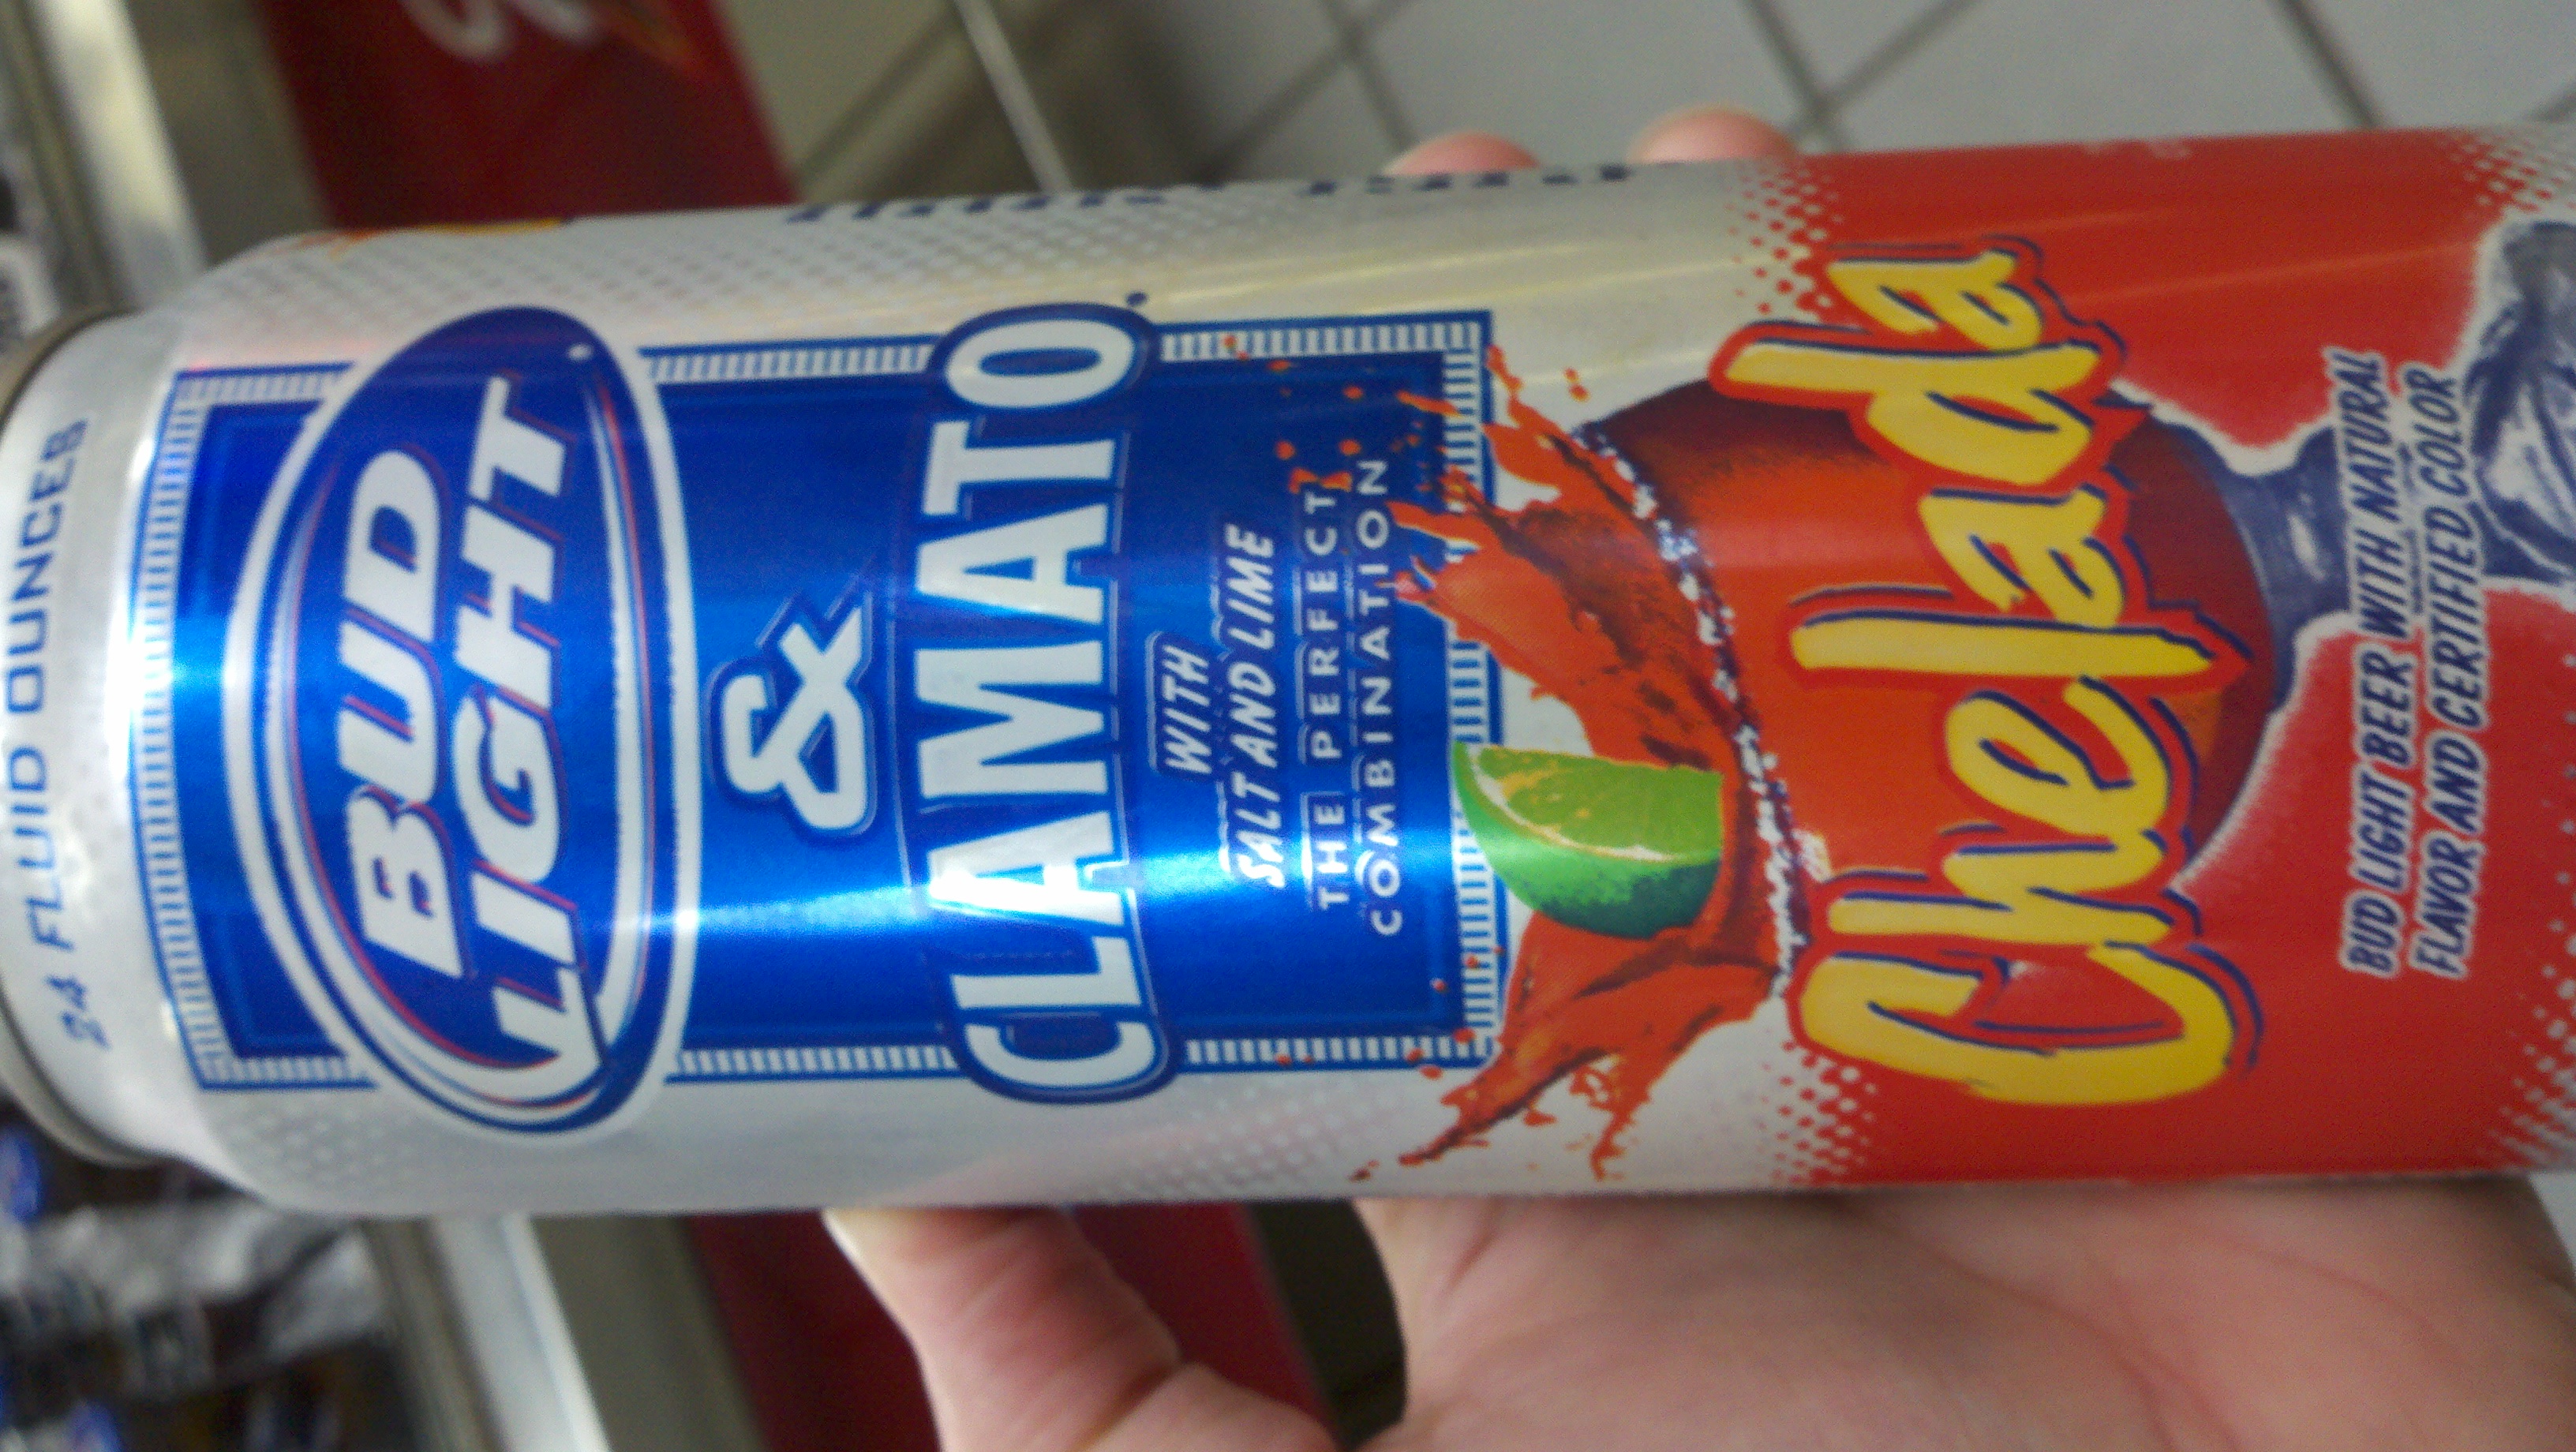 24 FLUID OUNCES
BUD
LIGHT
&
CLAMATO
WITH
SALT AND LIME
THE PERFECT
COMBINATION
Chelada
BUD LIGHT BEER WITH NATURAL
FLAVOR AND CERTIFIED COLOR